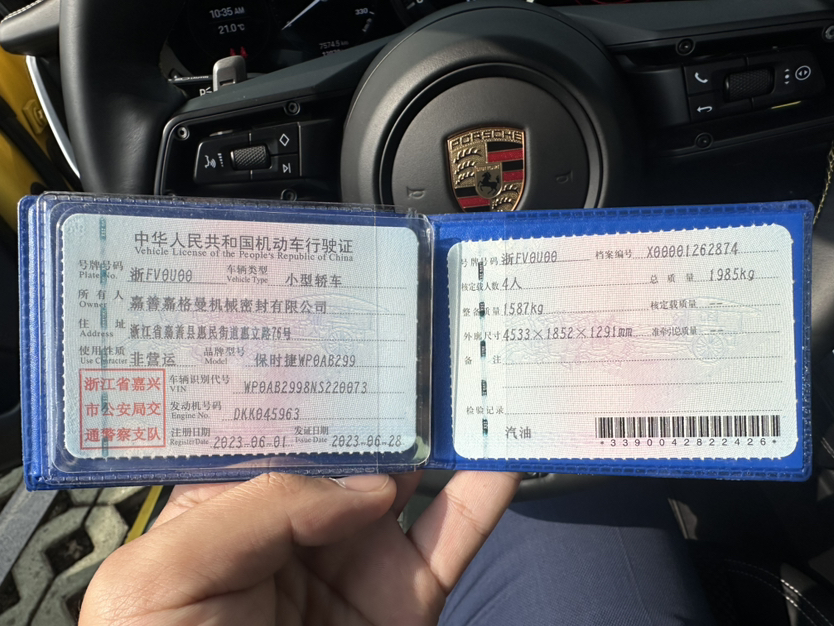 10:35 AM
21.0℃
330
PORSCHE
中华人民共和国机动车行驶证
Vehicle License of the People's Republic of China
号牌号码 浙FV0U00 车辆类型 小型轿车
Plate No. Vehicle Type
所有人 嘉善嘉格曼机械密封有限公司
Owner
住址 浙江省嘉善县惠民街道惠立路76号
Address
使用性质 非营运 品牌型号 保时捷WP0AB299
Use Character Model
浙江省嘉兴
市公安局交
通警察支队
车辆识别代号 WP0AB2998NS220073
VIN
发动机号码 DKK045963
Engine No.
注册日期 2023-06-01 发证日期 2023-06-28
Register Date Issue Date
号牌号码 浙FV0U00 档案编号 X00001262874
核定载人数 4人 总质量 1985kg
整备质量 1587kg 核定载质量 --
外廓尺寸 4533×1852×1291mm 准牵引总质量 --
备注
检验记录
汽油
*3390042822426*